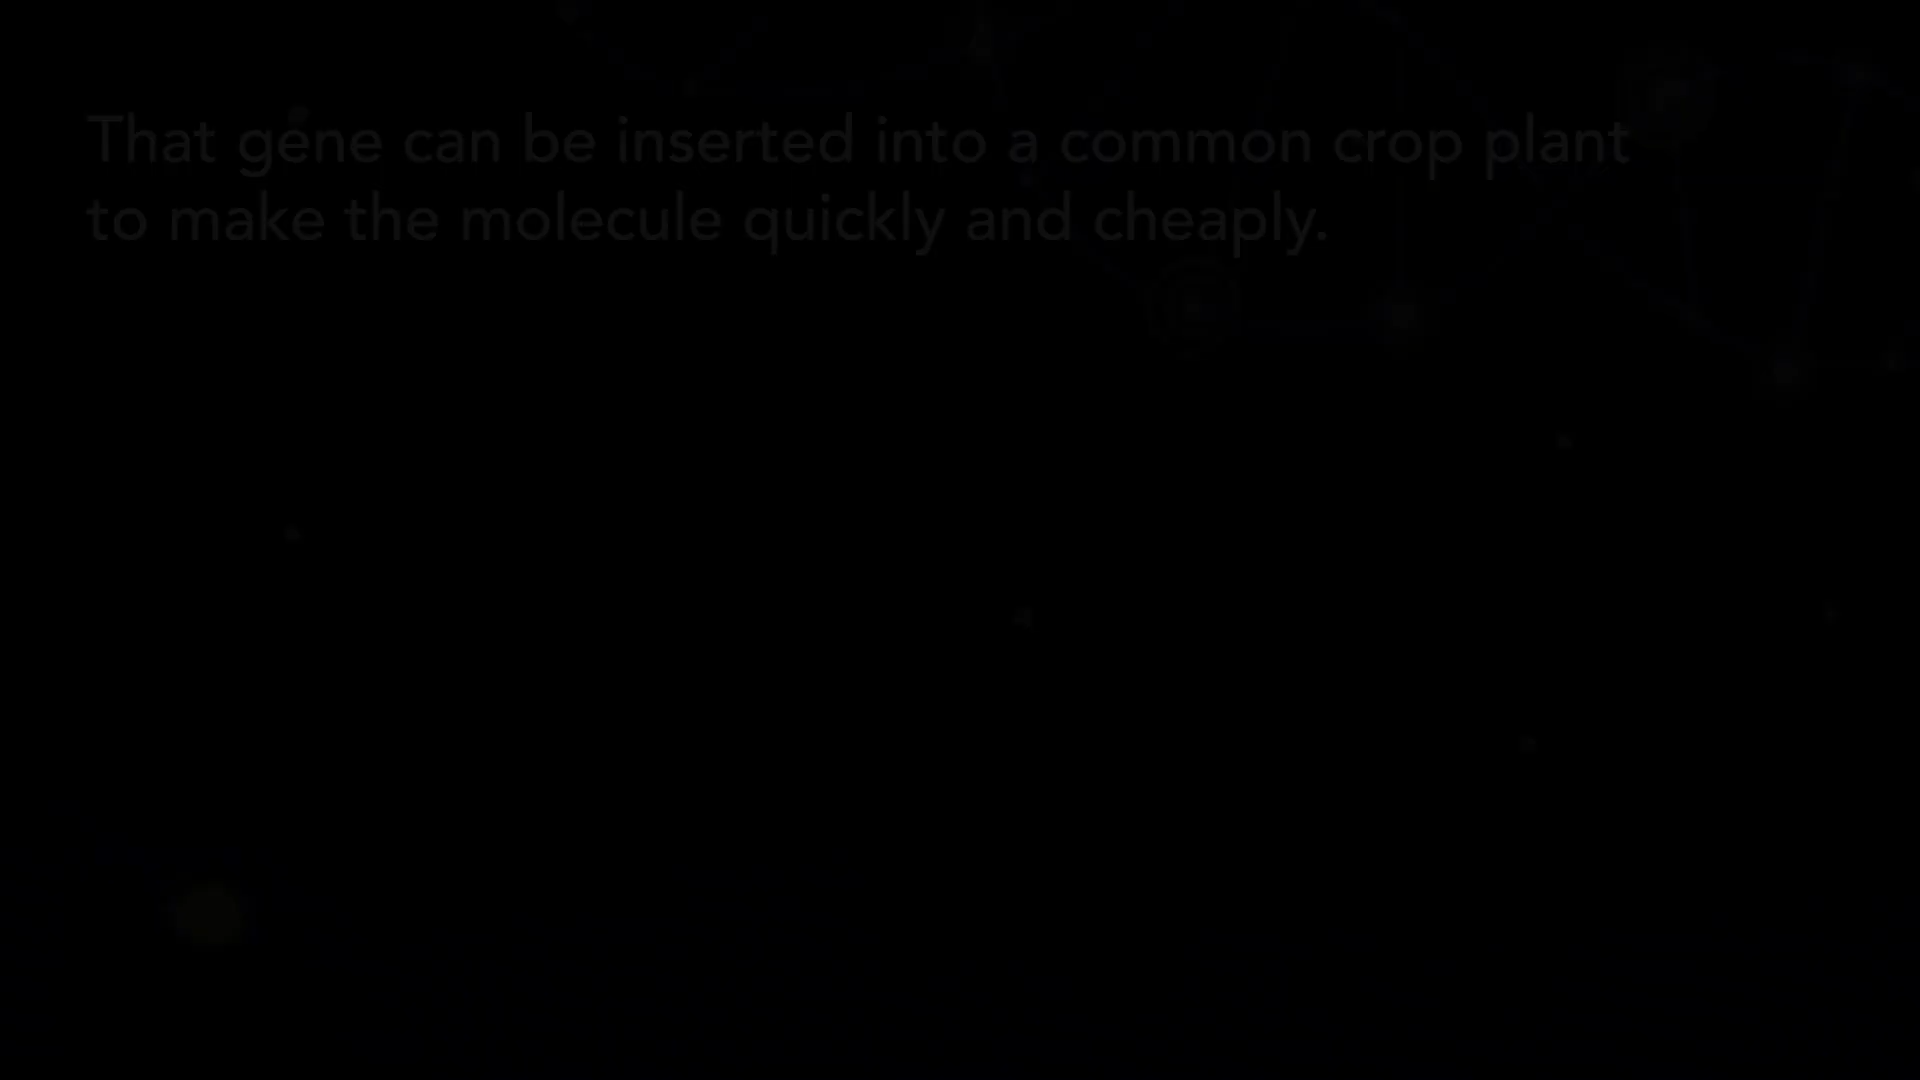 That gene can be inserted into a common crop plant
to make the molecule quickly and cheaply.